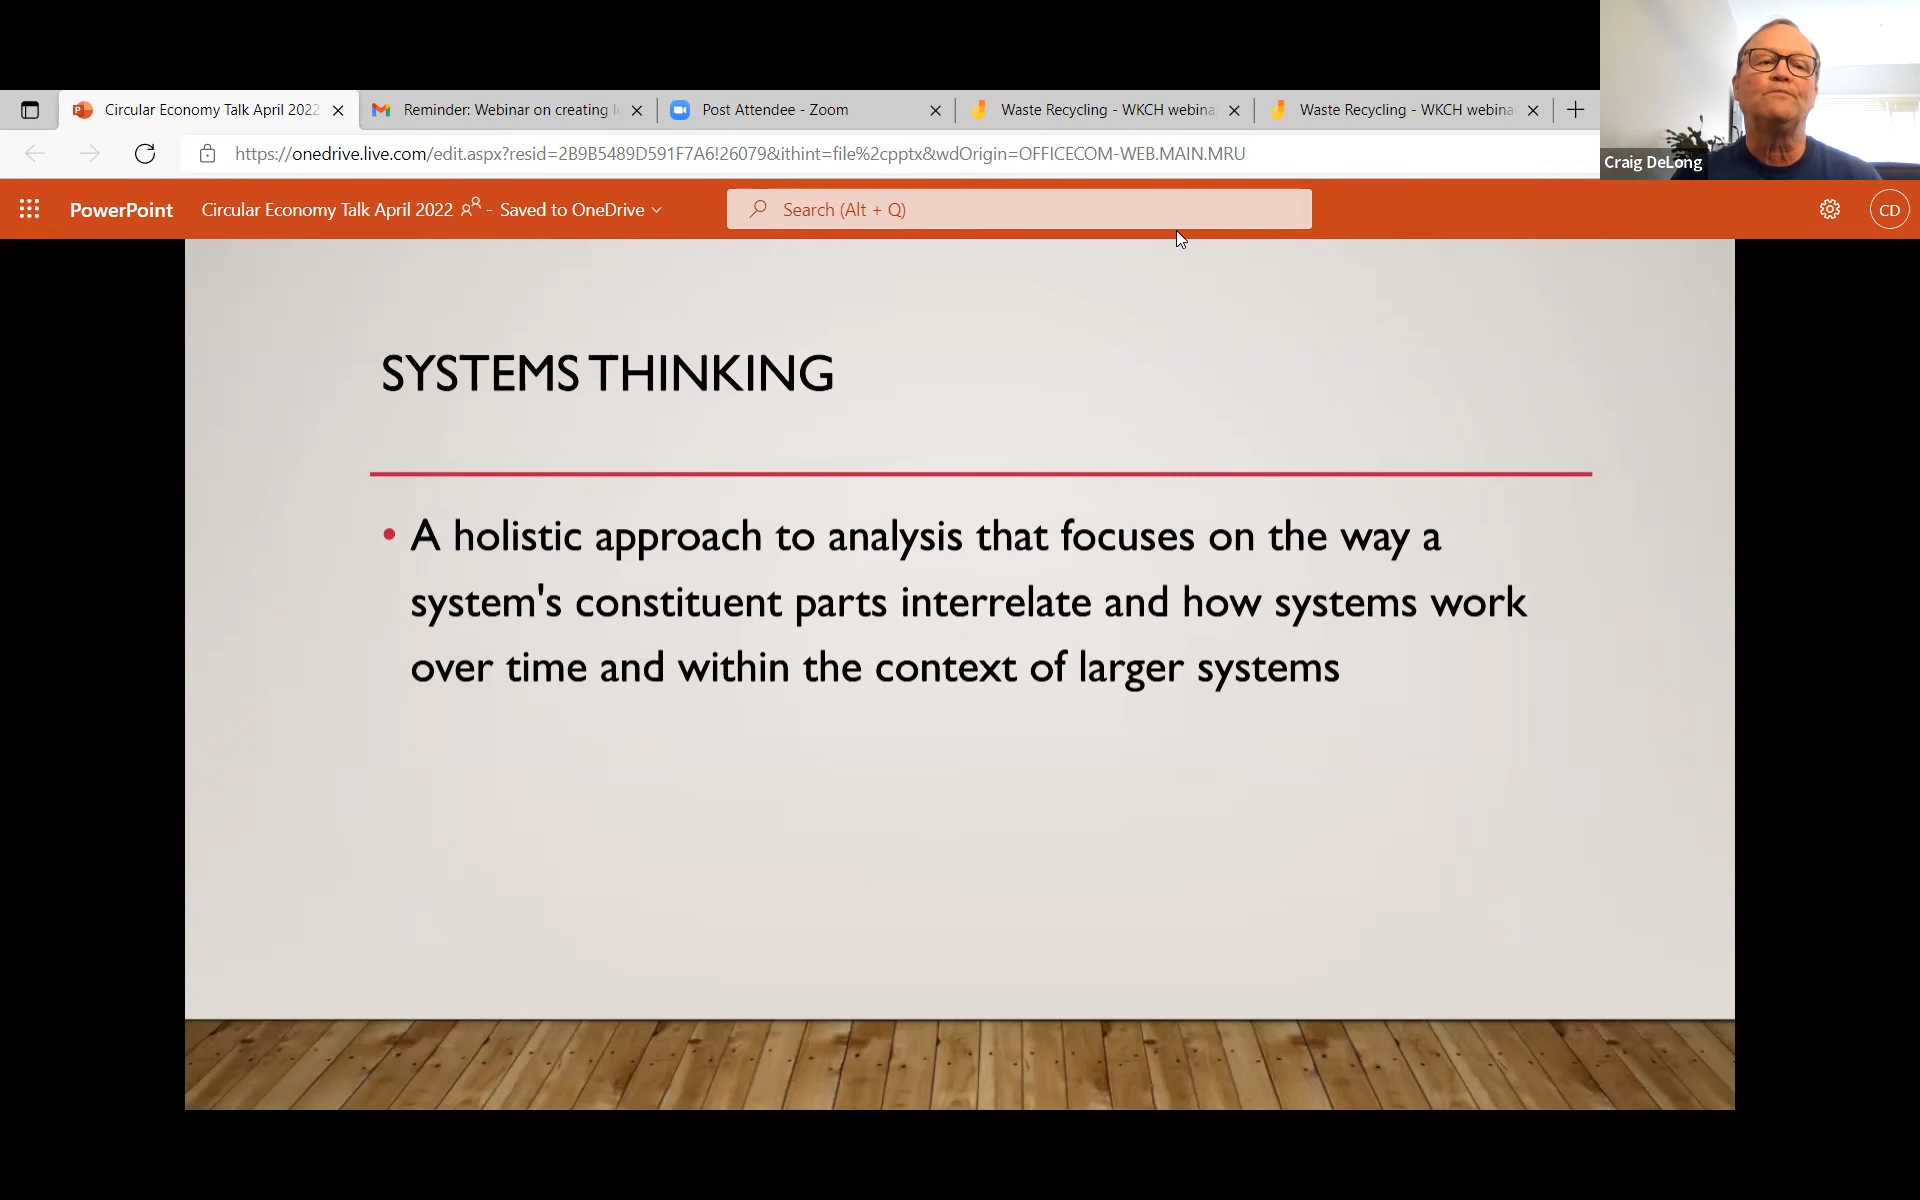 Circular Economy Talk April 2022
Reminder: Webinar on creating l
Post Attendee - Zoom
Waste Recycling - WKCH webina
Waste Recycling - WKCH webina
https://onedrive.live.com/edit.aspx?resid=2B9B5489D591F7A6!26079&ithint=file%2cpptx&wdOrigin=OFFICECOM-WEB.MAIN.MRU
Craig DeLong
PowerPoint
Circular Economy Talk April 2022 - Saved to OneDrive
Search (Alt + Q)
CD
SYSTEMS THINKING
• A holistic approach to analysis that focuses on the way a
system's constituent parts interrelate and how systems work
over time and within the context of larger systems